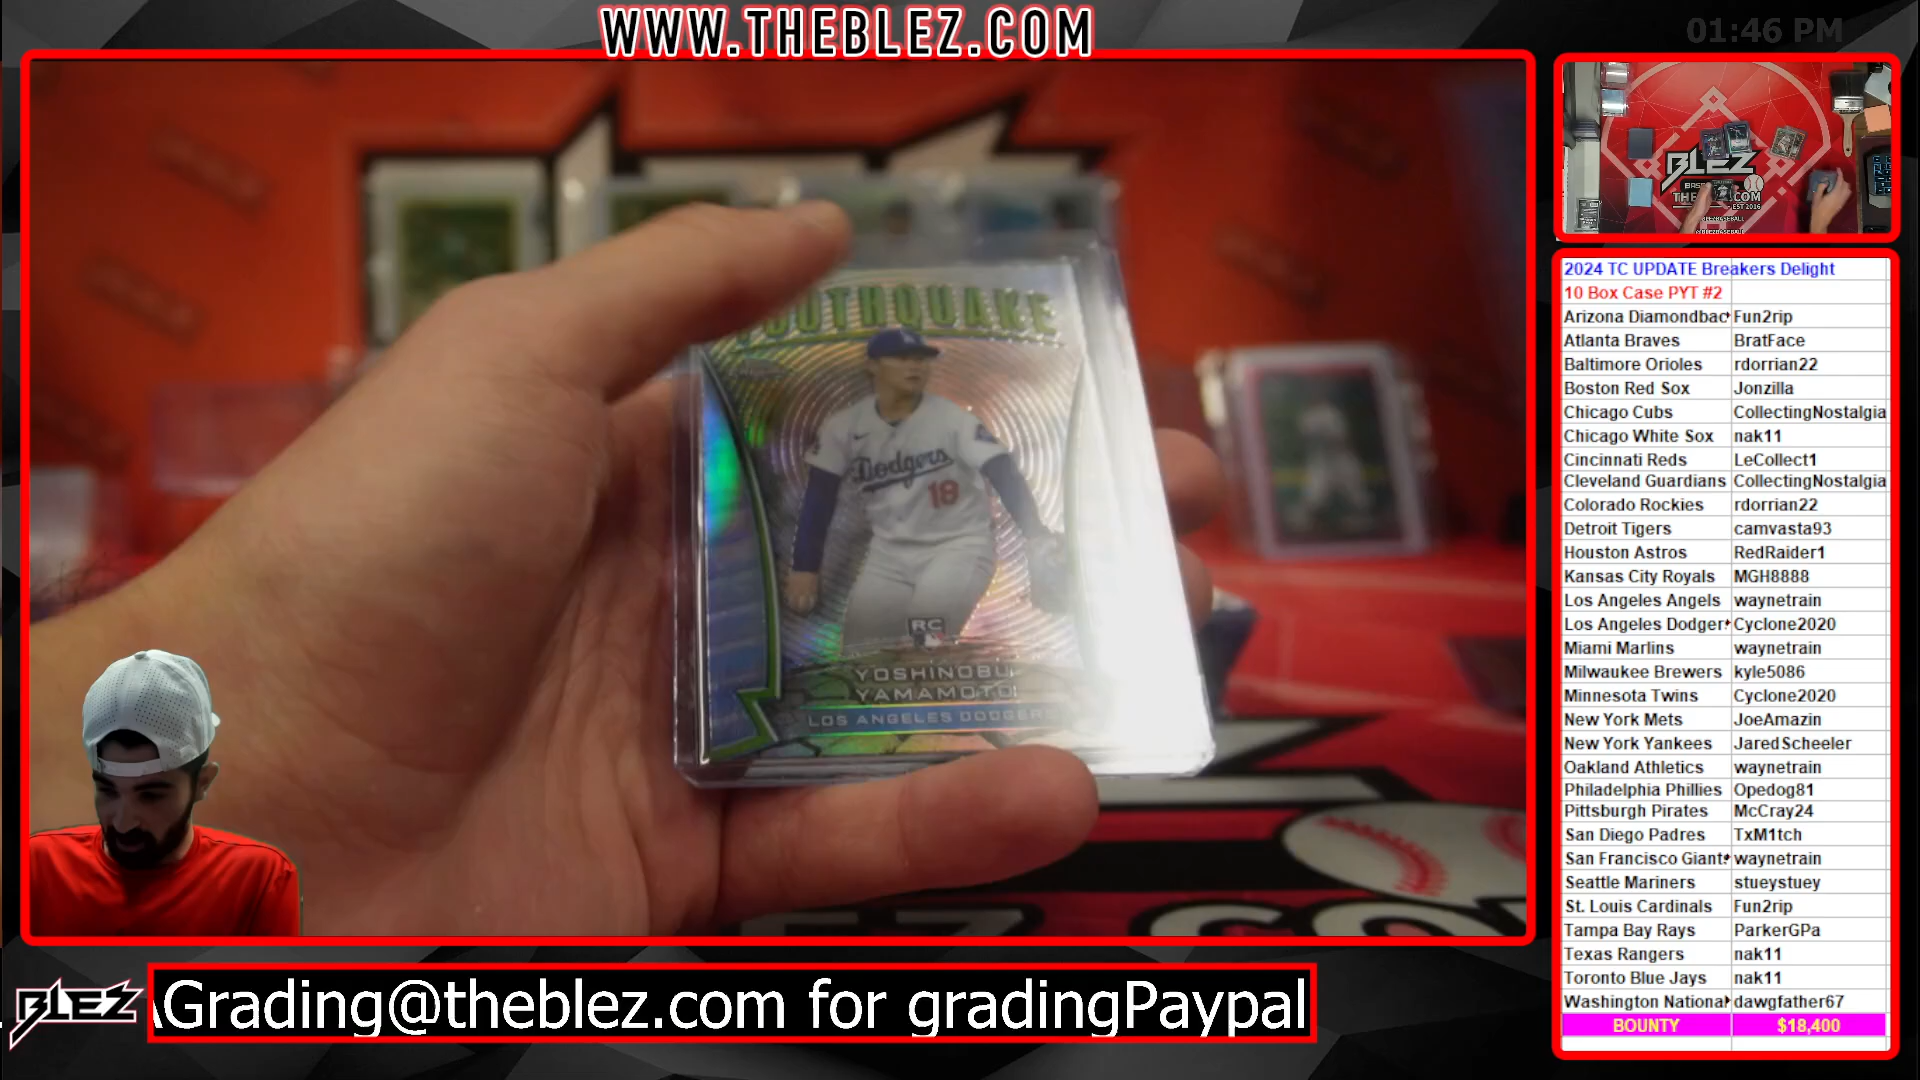 WWW.THEBLEZ.COM
01:46 PM
YOUTHQUAKE
Dodgers
18
RC
YOSHINOBU
YAMAMOTO
LOS ANGELES DODGERS
BLEZ
THEBLEZ.COM
EST 2016
2024 TC UPDATE Breakers Delight
10 Box Case PYT #2
Arizona Diamondbac Fun2rip
Atlanta Braves BratFace
Baltimore Orioles rdorrian22
Boston Red Sox Jonzilla
Chicago Cubs CollectingNostalgia
Chicago White Sox nak11
Cincinnati Reds LeCollect1
Cleveland Guardians CollectingNostalgia
Colorado Rockies rdorrian22
Detroit Tigers camvasta93
Houston Astros RedRaider1
Kansas City Royals MGH8888
Los Angeles Angels waynetrain
Los Angeles Dodger Cyclone2020
Miami Marlins waynetrain
Milwaukee Brewers kyle5086
Minnesota Twins Cyclone2020
New York Mets JoeAmazin
New York Yankees JaredScheeler
Oakland Athletics waynetrain
Philadelphia Phillies Opedog81
Pittsburgh Pirates McCray24
San Diego Padres TxM1tch
San Francisco Giant waynetrain
Seattle Mariners stueystuey
St. Louis Cardinals Fun2rip
Tampa Bay Rays ParkerGPa
Texas Rangers nak11
Toronto Blue Jays nak11
Washington National dawgfather67
BOUNTY $18,400
BLEZ
Grading@theblez.com for gradingPaypal